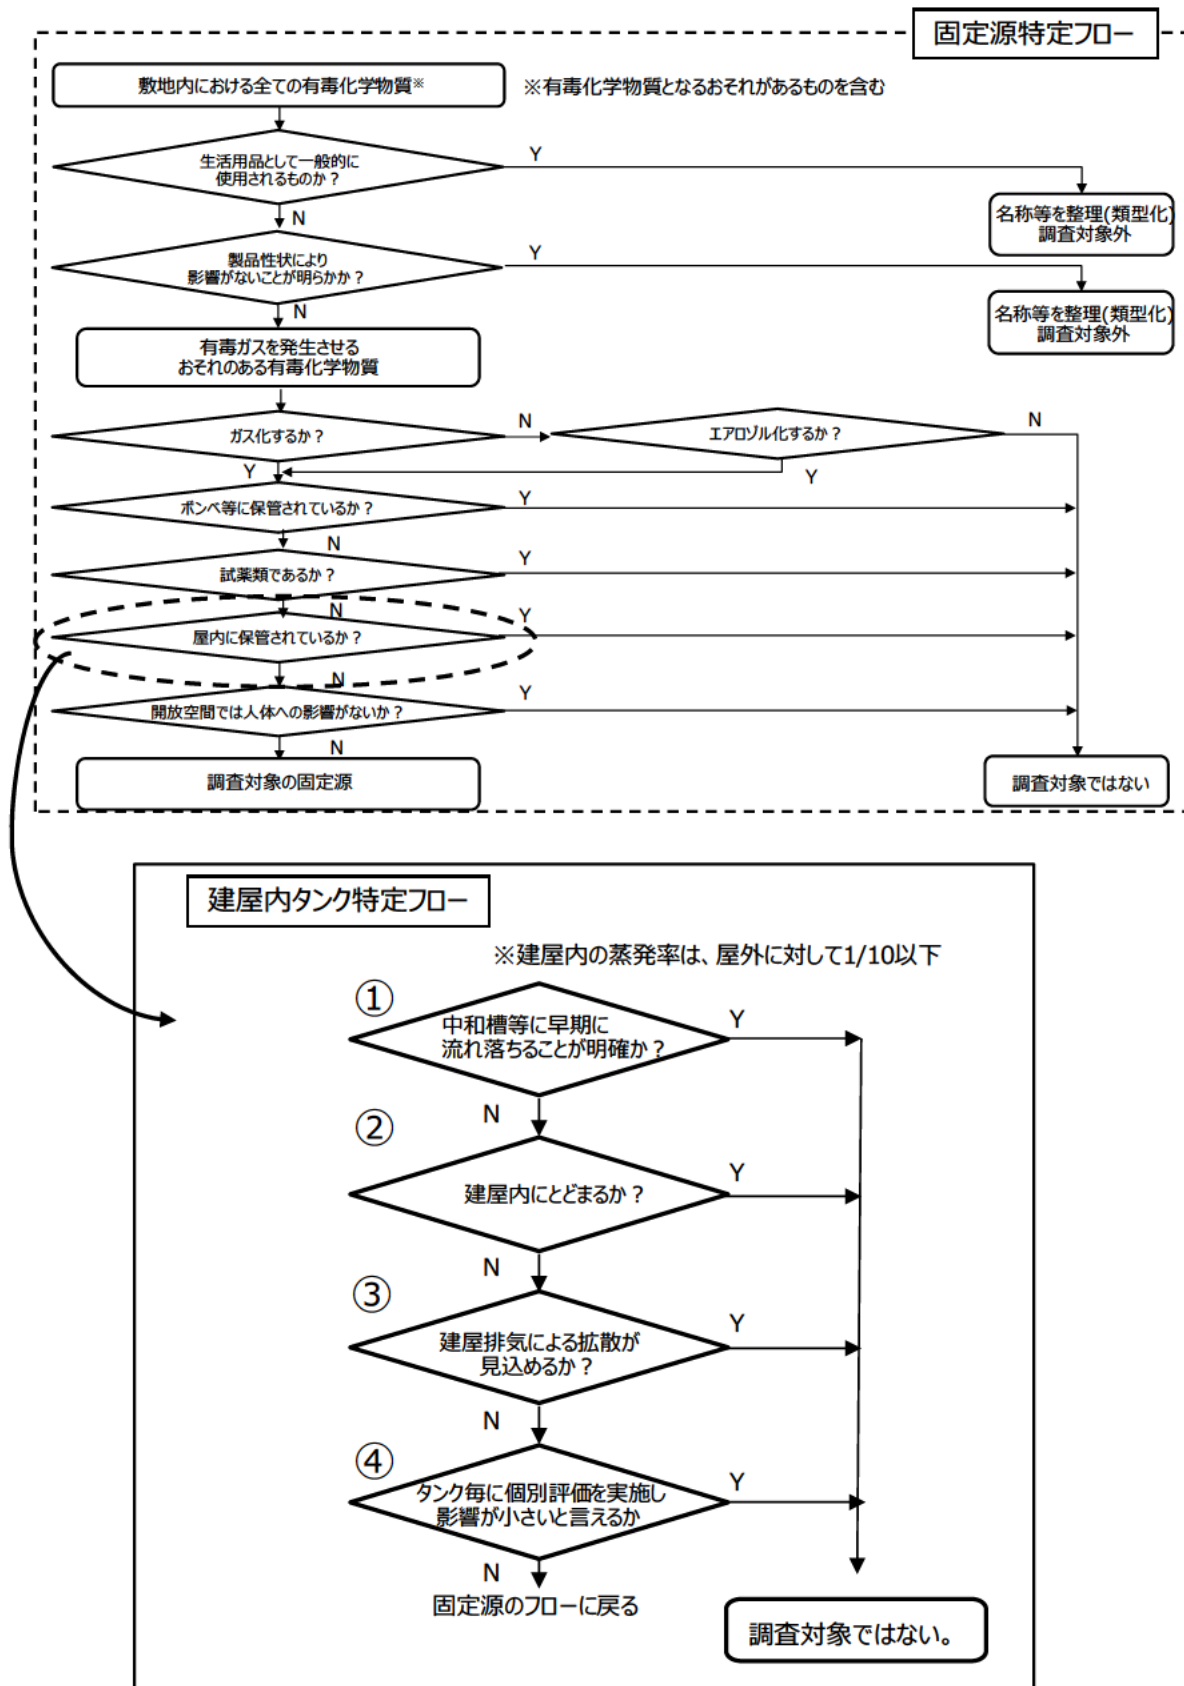 固定源特定フロー
敷地内における全ての有毒化学物質※
※有毒化学物質となるおそれがあるものを含む
生活用品として一般的に
使用されるものか？
Y
N
名称等を整理(類型化)
調査対象外
製品性状により
影響がないことが明らかか？
Y
N
名称等を整理(類型化)
調査対象外
有毒ガスを発生させる
おそれのある有毒化学物質
ガス化するか？
N
エアロゾル化するか？
N
Y
Y
ボンベ等に保管されているか？
Y
N
試薬類であるか？
Y
N
屋内に保管されているか？
Y
N
開放空間では人体への影響がないか？
Y
N
調査対象の固定源
調査対象ではない
建屋内タンク特定フロー
※建屋内の蒸発率は、屋外に対して1/10以下
①
中和槽等に早期に
流れ落ちることが明確か？
Y
N
②
建屋内にとどまるか？
Y
N
③
建屋排気による拡散が
見込めるか？
Y
N
④
タンク毎に個別評価を実施し
影響が小さいと言えるか
Y
N
固定源のフローに戻る
調査対象ではない。